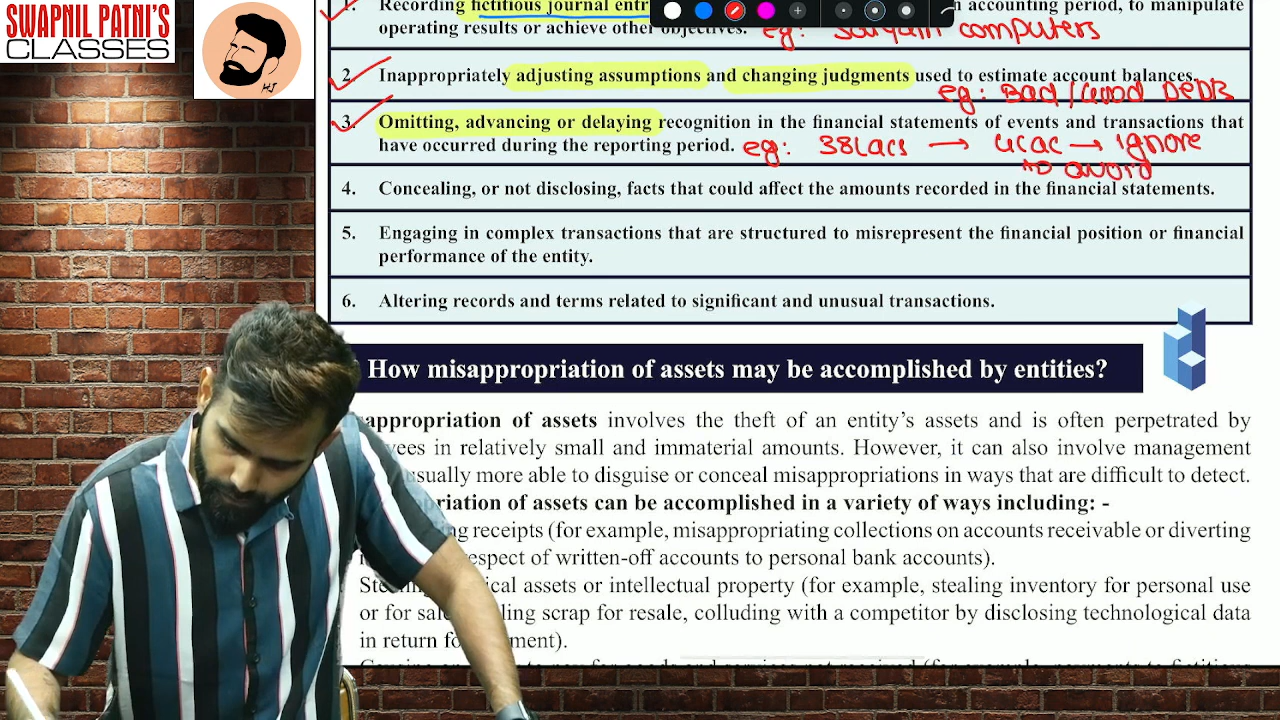 SWAPNIL PATNI'S
CLASSES
1. Recording fictitious journal entr accounting period, to manipulate
operating results or achieve other objectives. eg: Satyam computers
2. Inappropriately adjusting assumptions and changing judgments used to estimate account balances.
eg: Bad/Good Debts
3. Omitting, advancing or delaying recognition in the financial statements of events and transactions that
have occurred during the reporting period. eg: 38Lacs → → ignore
to avoid
4. Concealing, or not disclosing, facts that could affect the amounts recorded in the financial statements.
5. Engaging in complex transactions that are structured to misrepresent the financial position or financial
performance of the entity.
6. Altering records and terms related to significant and unusual transactions.
How misappropriation of assets may be accomplished by entities?
appropriation of assets involves the theft of an entity's assets and is often perpetrated by
yees in relatively small and immaterial amounts. However, it can also involve management
usually more able to disguise or conceal misappropriations in ways that are difficult to detect.
priation of assets can be accomplished in a variety of ways including: -
ng receipts (for example, misappropriating collections on accounts receivable or diverting
respect of written-off accounts to personal bank accounts).
ical assets or intellectual property (for example, stealing inventory for personal use
or for sale ling scrap for resale, colluding with a competitor by disclosing technological data
in return fo ment).